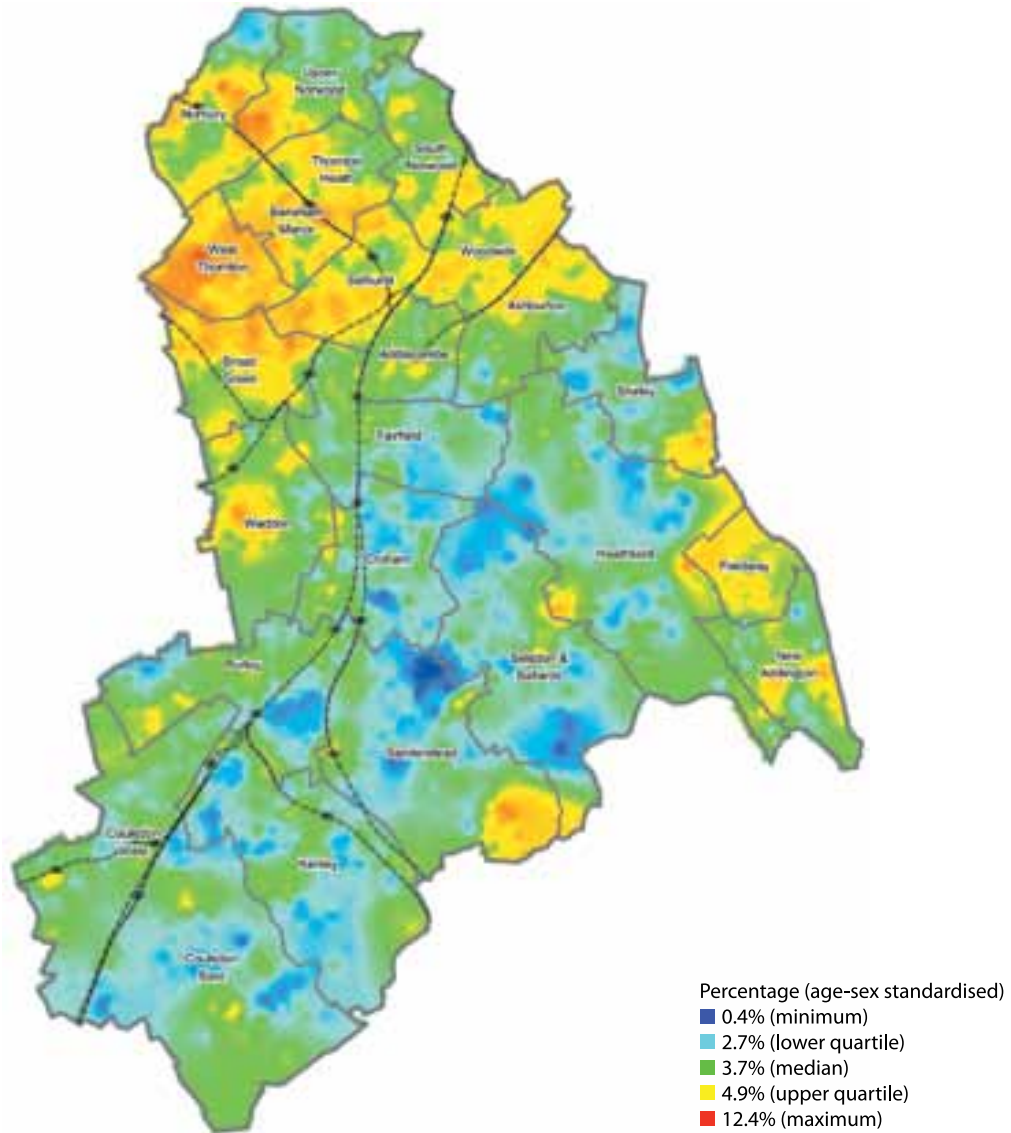 Upper
Norwood
Norbury
South
Norwood
Thornton
Heath
Bensham
Manor
West
Thornton
Woodside
Selhurst
Ashburton
Addiscombe
Broad
Green
Shirley
Fairfield
Waddon
Heathfield
Fieldway
Croham
New
Addington
Purley
Selsdon &
Ballards
Sanderstead
Coulsdon
West
Kenley
Coulsdon
East
Percentage (age-sex standardised)
0.4% (minimum)
2.7% (lower quartile)
3.7% (median)
4.9% (upper quartile)
12.4% (maximum)